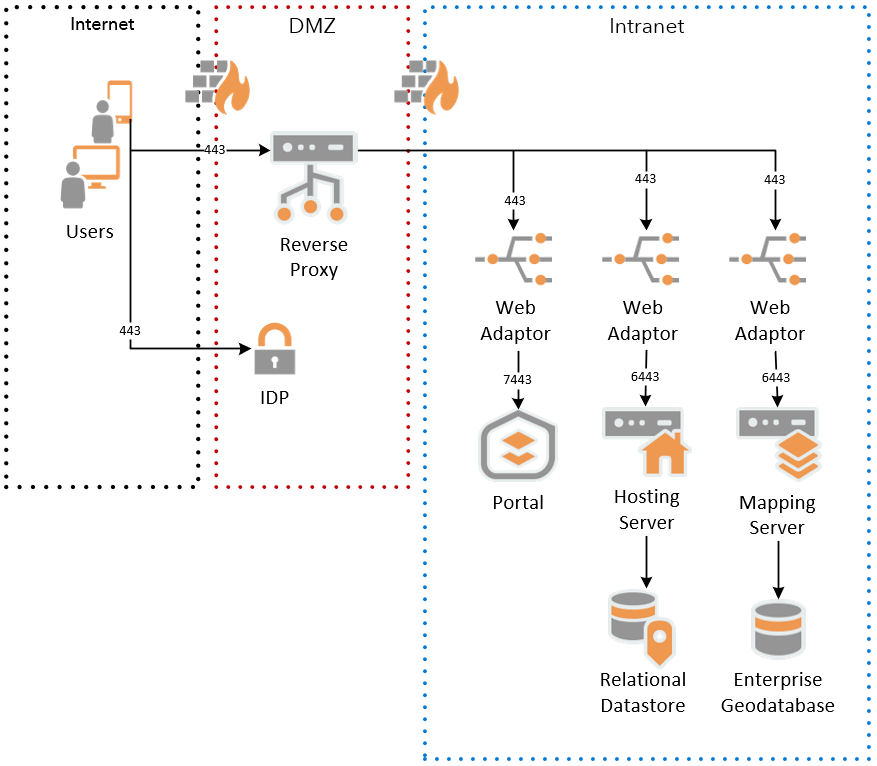 Internet
DMZ
Intranet
443
443
443
443
443
Users
Reverse
Proxy
443
IDP
Web
Adaptor
Web
Adaptor
Web
Adaptor
7443
6443
6443
Portal
Hosting
Server
Mapping
Server
Relational
Datastore
Enterprise
Geodatabase